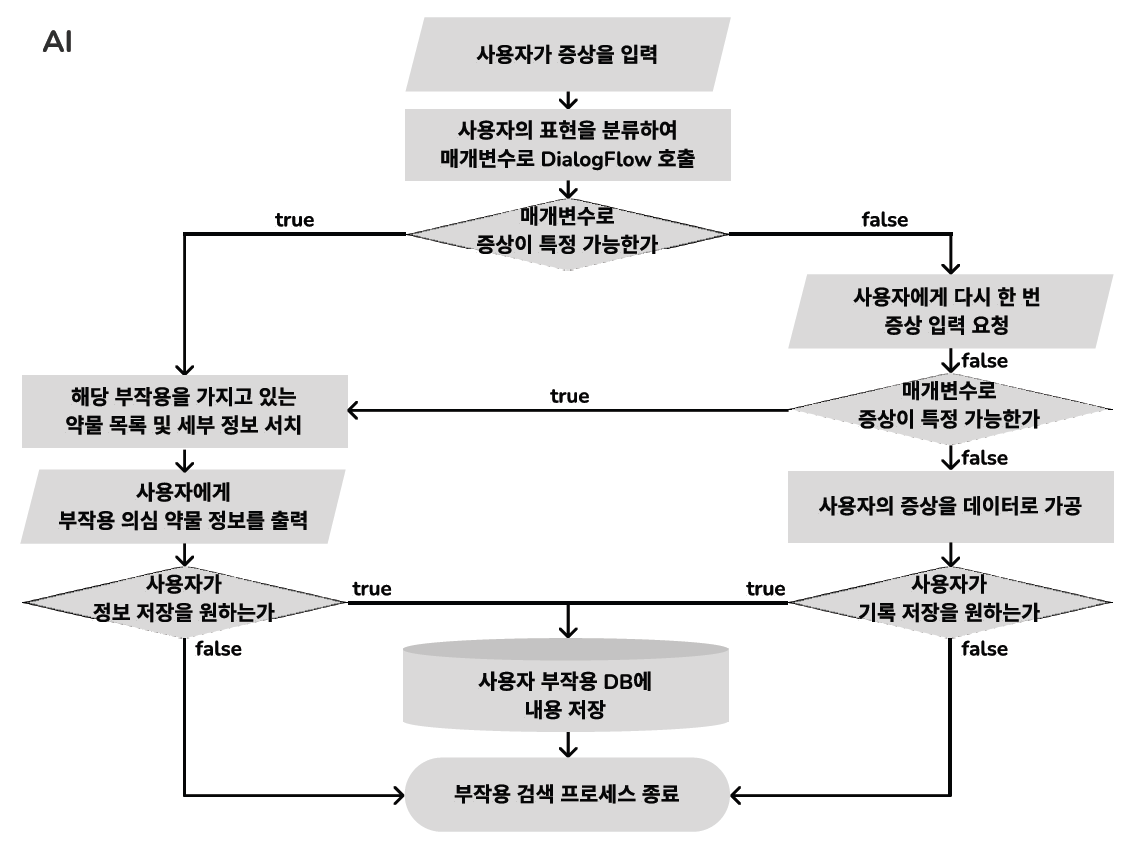 AI
사용자가 증상을 입력
사용자의 표현을 분류하여
매개변수로 DialogFlow 호출
매개변수로
증상이 특정 가능한가
true
false
사용자에게 다시 한 번
증상 입력 요청
false
매개변수로
증상이 특정 가능한가
true
해당 부작용을 가지고 있는
약물 목록 및 세부 정보 서치
false
사용자에게
부작용 의심 약물 정보를 출력
사용자의 증상을 데이터로 가공
사용자가
정보 저장을 원하는가
true
true
사용자가
기록 저장을 원하는가
false
false
사용자 부작용 DB에
내용 저장
부작용 검색 프로세스 종료